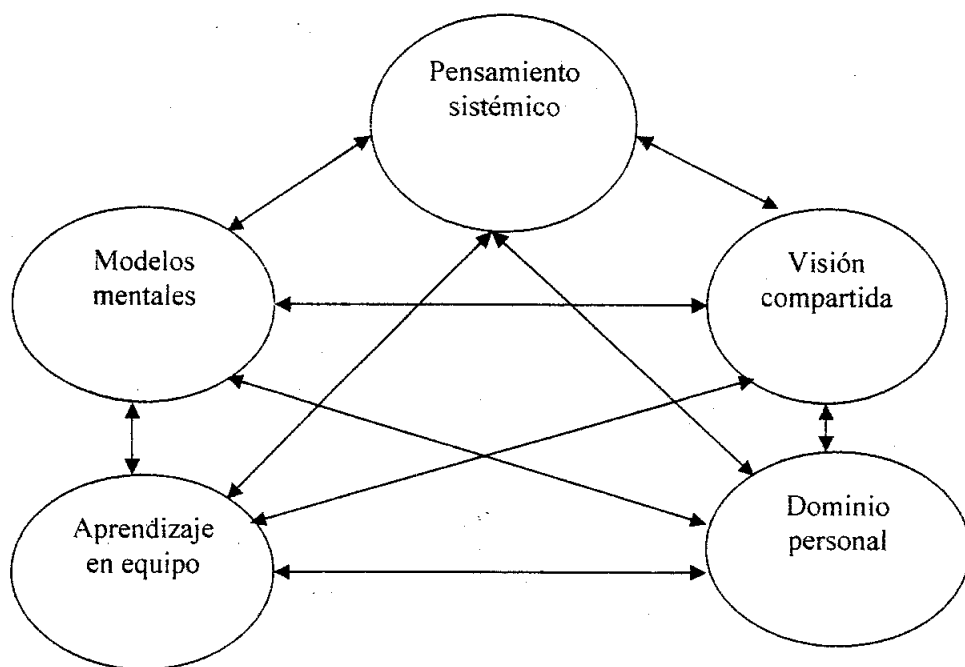 Pensamiento
sistémico
Modelos
mentales
Visión
compartida
Aprendizaje
en equipo
Dominio
personal